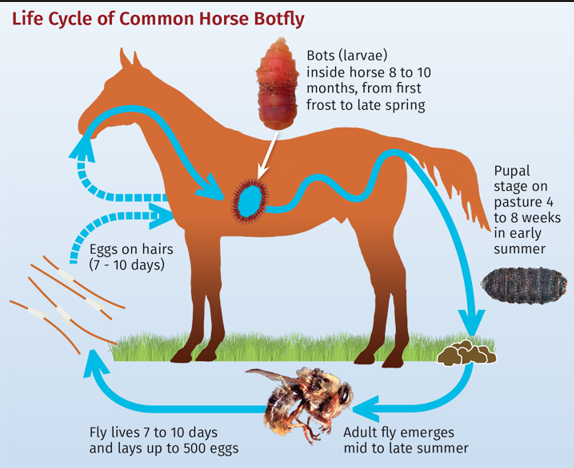 Life Cycle of Common Horse Botfly
Bots (larvae)
inside horse 8 to 10
months, from first
frost to late spring
Pupal
stage on
pasture 4
to 8 weeks
in early
summer
Eggs on hairs
(7 - 10 days)
Fly lives 7 to 10 days
and lays up to 500 eggs
Adult fly emerges
mid to late summer